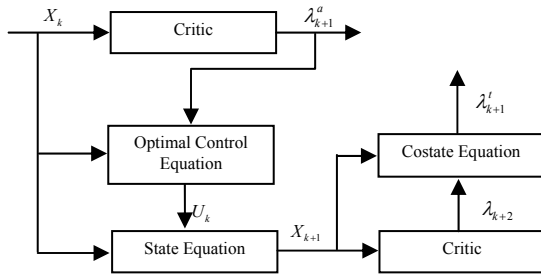 X_k
Critic
λ^a_{k+1}
Optimal Control
Equation
λ^t_{k+1}
Costate Equation
U_k
λ_{k+2}
State Equation
X_{k+1}
Critic